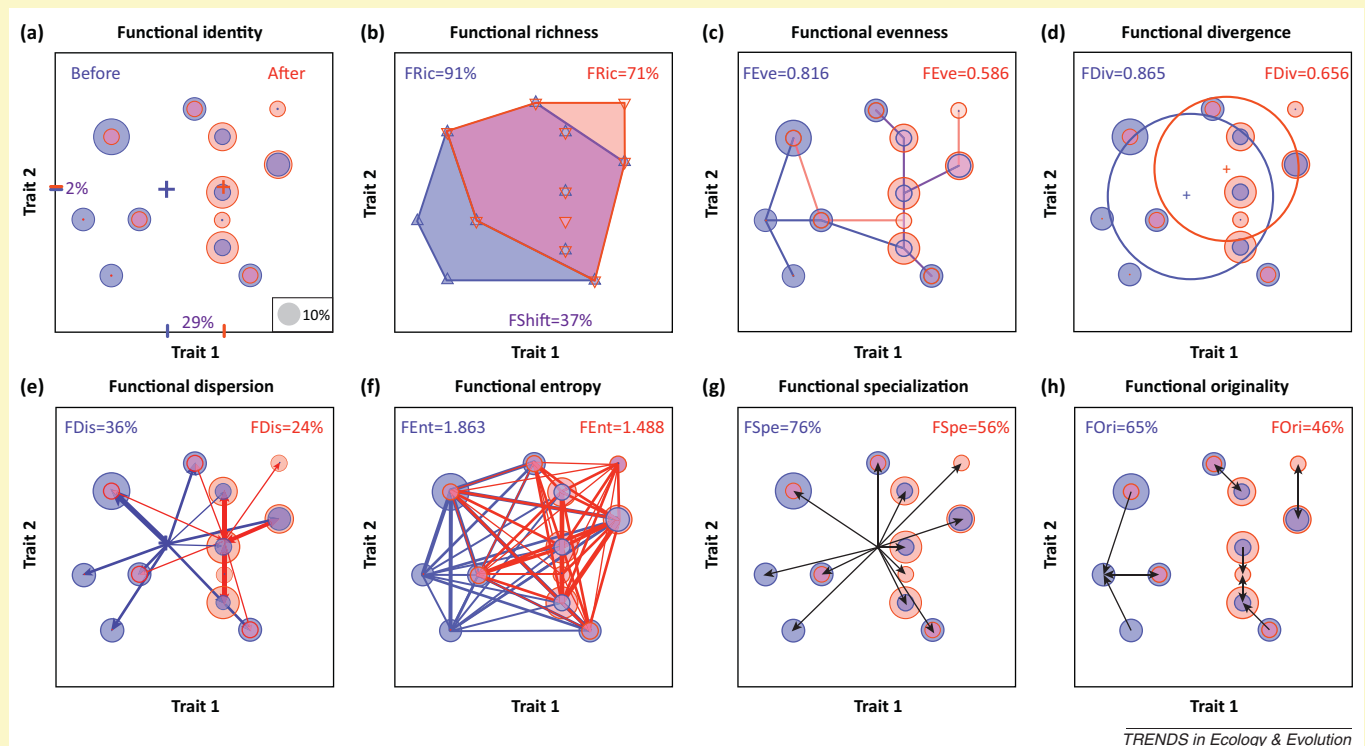 (a) Functional identity
Before
After
2%
29%
10%
Trait 2
Trait 1
(b) Functional richness
FRic=91%
FRic=71%
FShift=37%
Trait 2
Trait 1
(c) Functional evenness
FEve=0.816
FEve=0.586
Trait 2
Trait 1
(d) Functional divergence
FDiv=0.865
FDiv=0.656
Trait 2
Trait 1
(e) Functional dispersion
FDis=36%
FDis=24%
Trait 2
Trait 1
(f) Functional entropy
FEnt=1.863
FEnt=1.488
Trait 2
Trait 1
(g) Functional specialization
FSpe=76%
FSpe=56%
Trait 2
Trait 1
(h) Functional originality
FOri=65%
FOri=46%
Trait 2
Trait 1
TRENDS in Ecology & Evolution